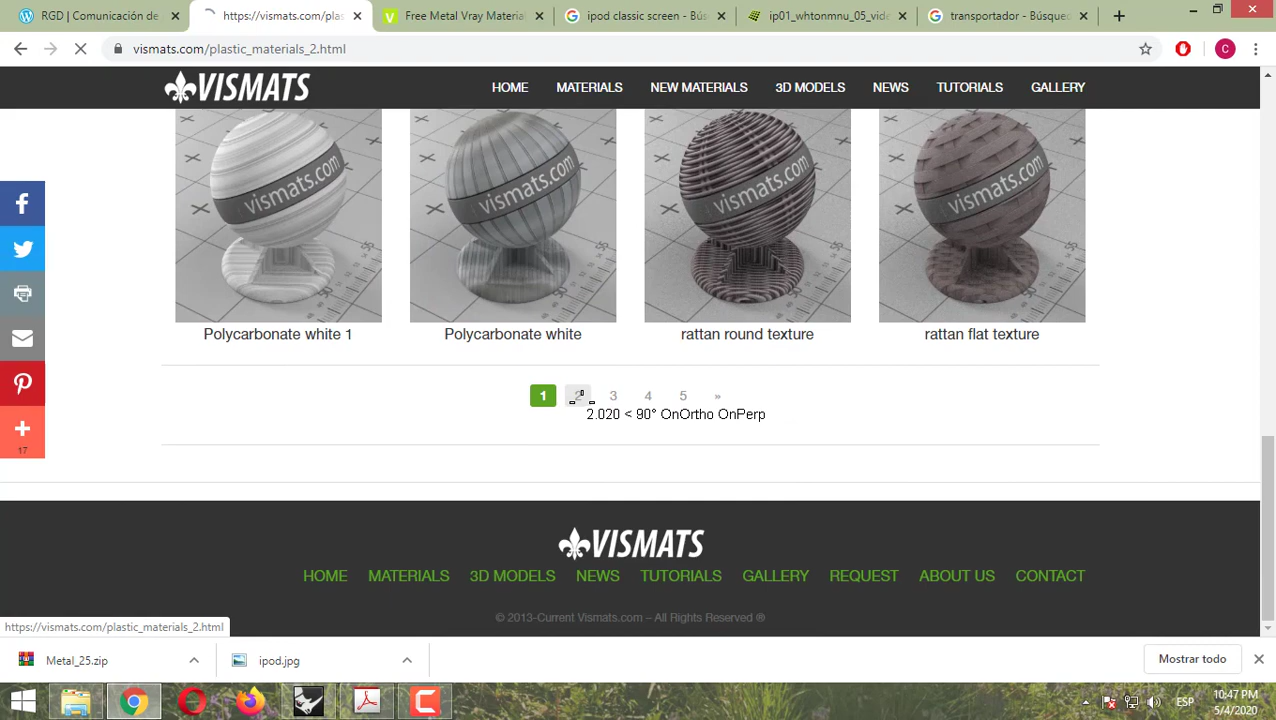 RGD | Comunicación de
https://vismats.com/plas
Free Metal Vray Materia
ipod classic screen - Bús
ip01_whtonmnu_05_vide
transportador - Búsqued
vismats.com/plastic_materials_2.html
C
VISMATS
HOME
MATERIALS
NEW MATERIALS
3D MODELS
NEWS
TUTORIALS
GALLERY
vismats.com
vismats.com
vismats.com
vismats.com
Polycarbonate white 1
Polycarbonate white
rattan round texture
rattan flat texture
17
1
2
3
4
5
»
2.020 < 90° OnOrtho OnPerp
VISMATS
HOME
MATERIALS
3D MODELS
NEWS
TUTORIALS
GALLERY
REQUEST
ABOUT US
CONTACT
© 2013-Current Vismats.com – All Rights Reserved ®
https://vismats.com/plastic_materials_2.html
Metal_25.zip
ipod.jpg
Mostrar todo
ESP
10:47 PM
5/4/2020